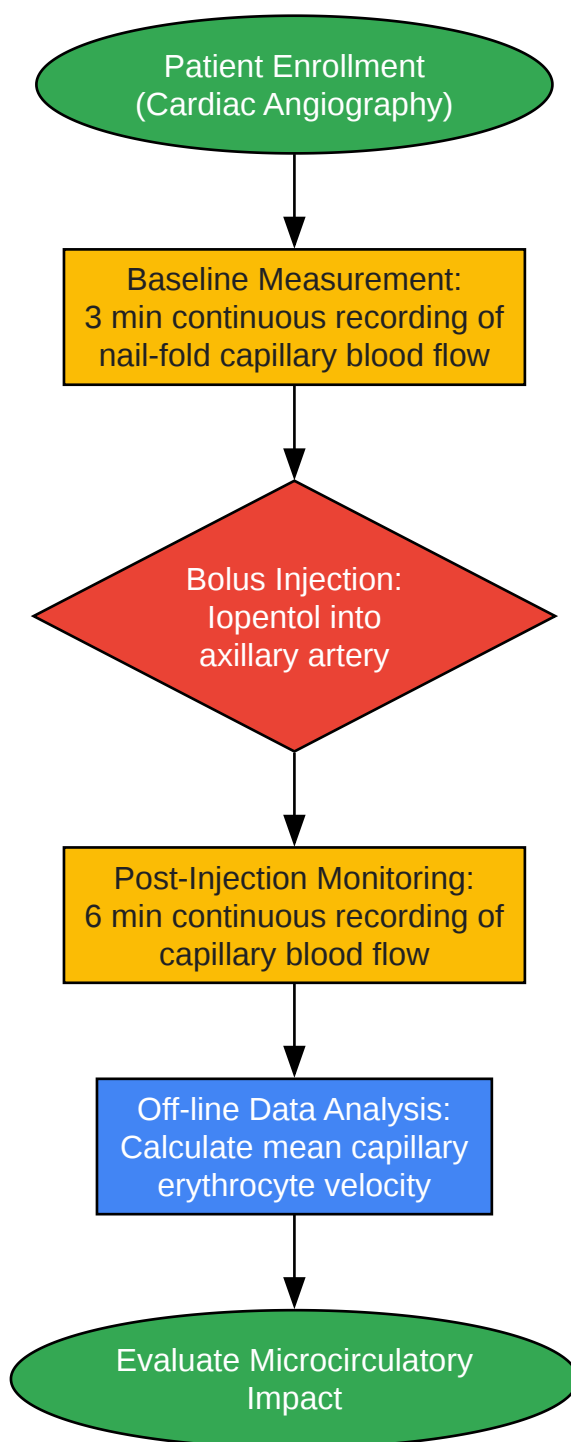 Patient Enrollment
(Cardiac Angiography)
Baseline Measurement:
3 min continuous recording of
nail-fold capillary blood flow
Bolus Injection:
Iopentol into
axillary artery
Post-Injection Monitoring:
6 min continuous recording of
capillary blood flow
Off-line Data Analysis:
Calculate mean capillary
erythrocyte velocity
Evaluate Microcirculatory
Impact